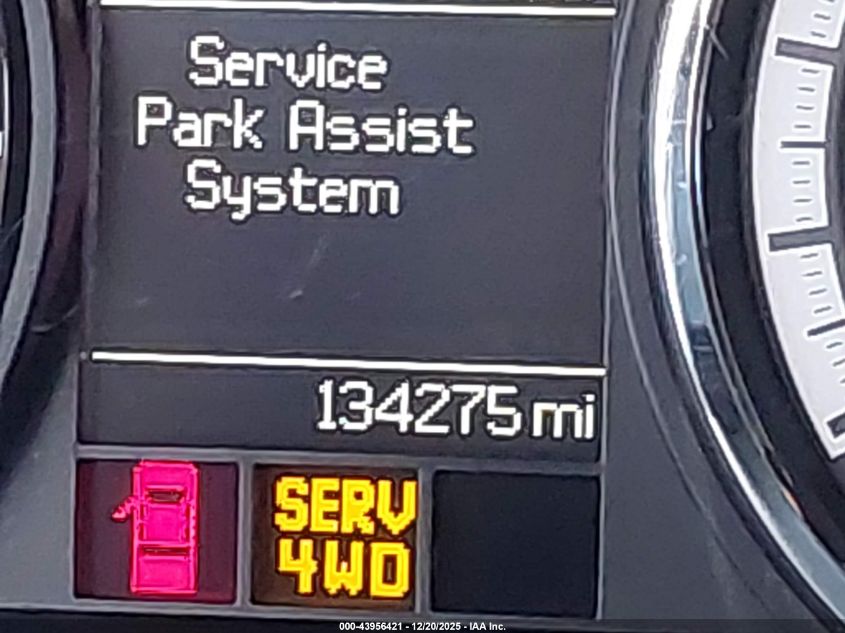 Service
Park Assist
System
134275 mi
SERV
4WD
000-43956421 - 12/20/2025 - IAA Inc.